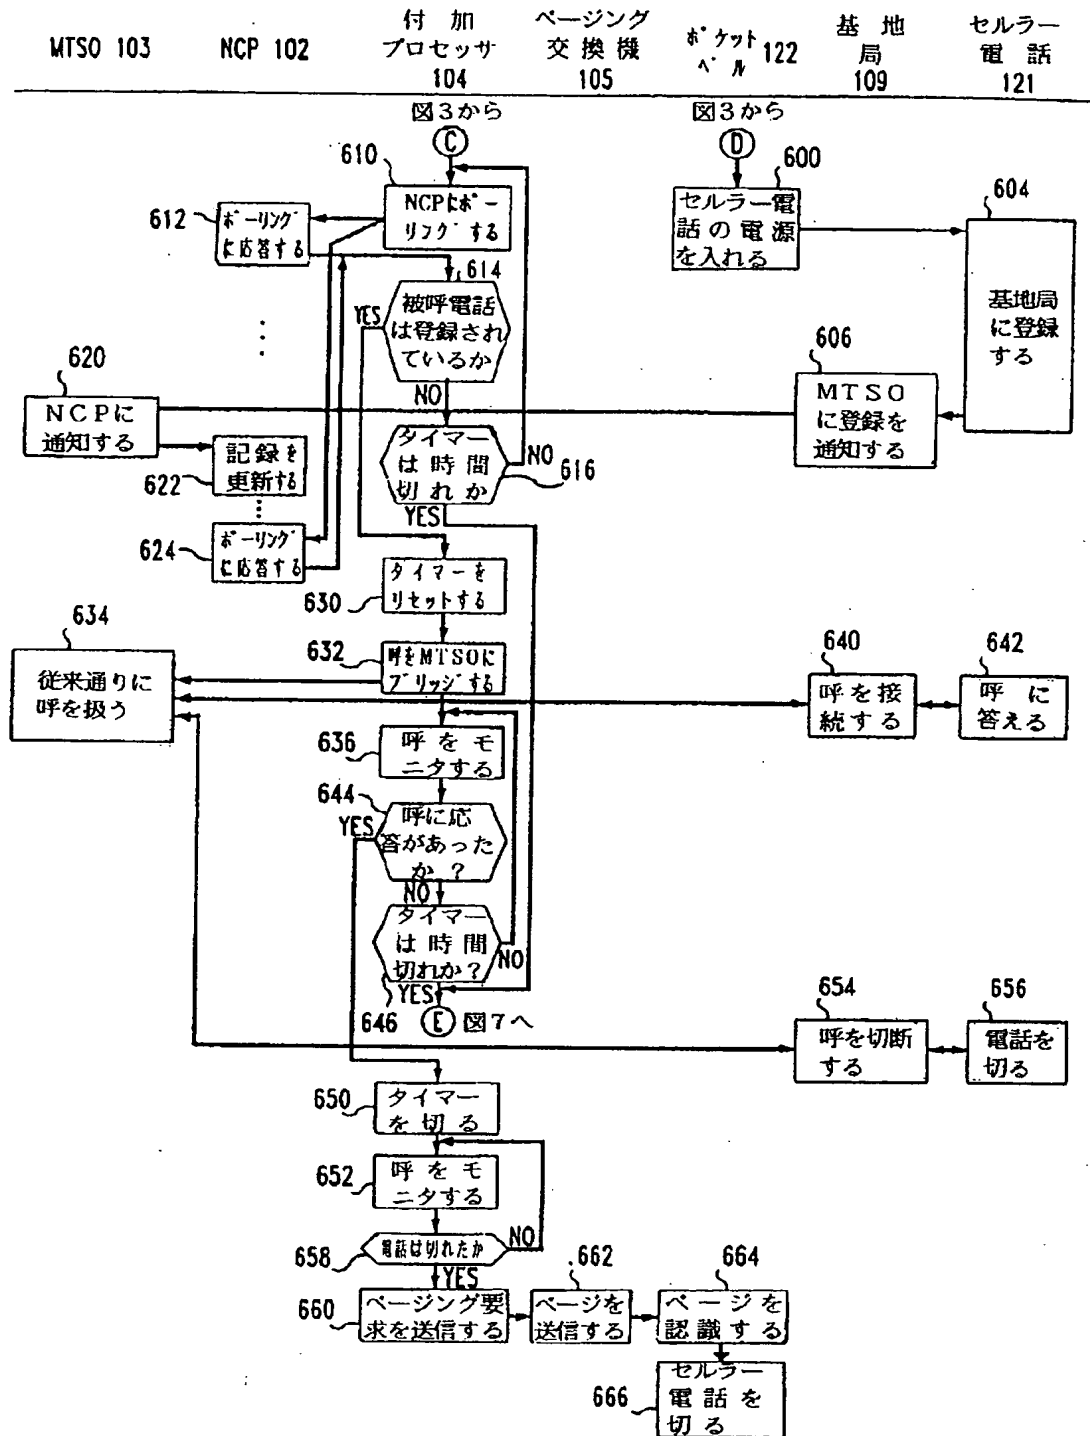 MTSO 103
NCP 102
付加
プロセッサ
104
ページング
交換機
105
ポケット
ベル 122
基地
局
109
セルラー
電話
121
図3から
C
図3から
D
610
NCPにポー
リングする
612
ポーリング
に応答する
600
セルラー電
話の電源
を入れる
604
基地局
に登録
する
614
被呼電話
は登録され
ているか
YES
NO
606
MTSO
に登録を
通知する
620
NCPに
通知する
622
記録を
更新する
タイマー
は時間
切れか
616
NO
YES
624
ポーリング
に応答する
630
タイマーを
リセットする
634
従来通りに
呼を扱う
632
呼をMTSOに
ブリッジする
640
呼を接
続する
642
呼に
答える
636
呼をモ
ニタする
644
呼に応
答があった
か?
YES
NO
タイマー
は時間
切れか?
NO
YES
646
E 図7へ
654
呼を切断
する
656
電話を
切る
650
タイマー
を切る
652
呼をモ
ニタする
658
電話は切れたか
NO
YES
660
ページング要
求を送信する
662
ページを
送信する
664
ページを
認識する
666
セルラー
電話を
切る